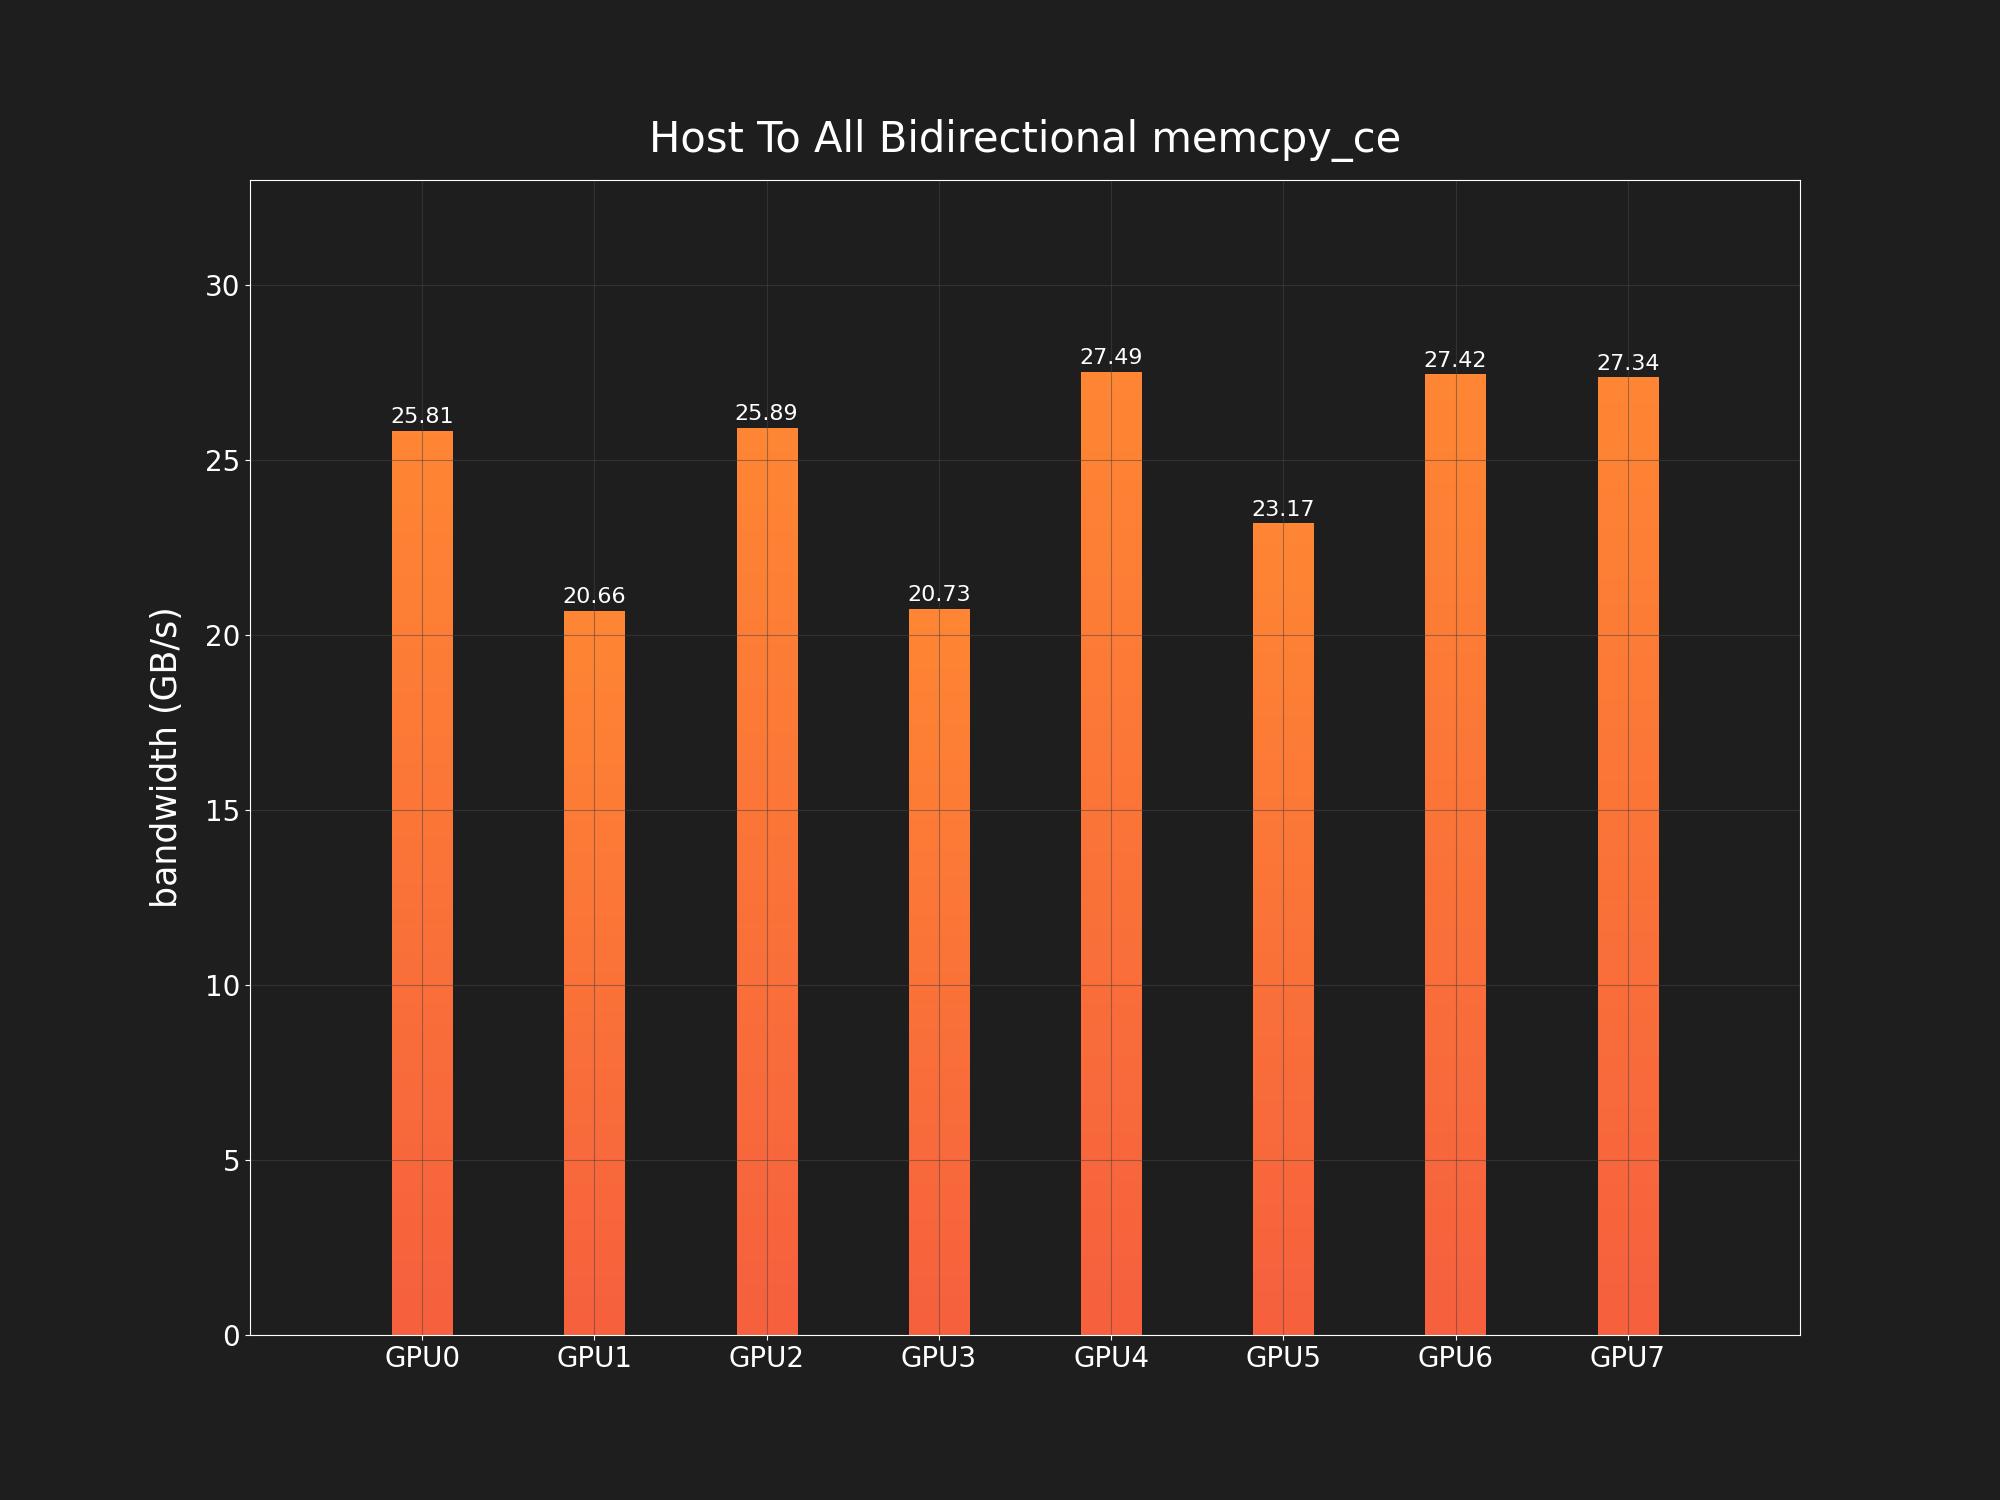 Host To All Bidirectional memcpy_ce
bandwidth (GB/s)
30
25
20
15
10
5
0
25.81
20.66
25.89
20.73
27.49
23.17
27.42
27.34
GPU0
GPU1
GPU2
GPU3
GPU4
GPU5
GPU6
GPU7